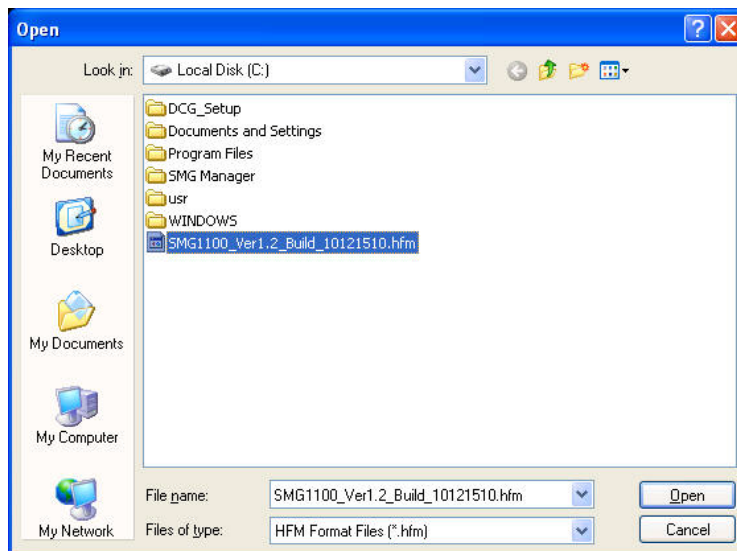 Open
Look in:
Local Disk (C:)
My Recent
Documents
Desktop
My Documents
My Computer
My Network
DCG_Setup
Documents and Settings
Program Files
SMG Manager
usr
WINDOWS
SMG1100_Ver1.2_Build_10121510.hfm
File name:
SMG1100_Ver1.2_Build_10121510.hfm
Open
Files of type:
HFM Format Files (*.hfm)
Cancel